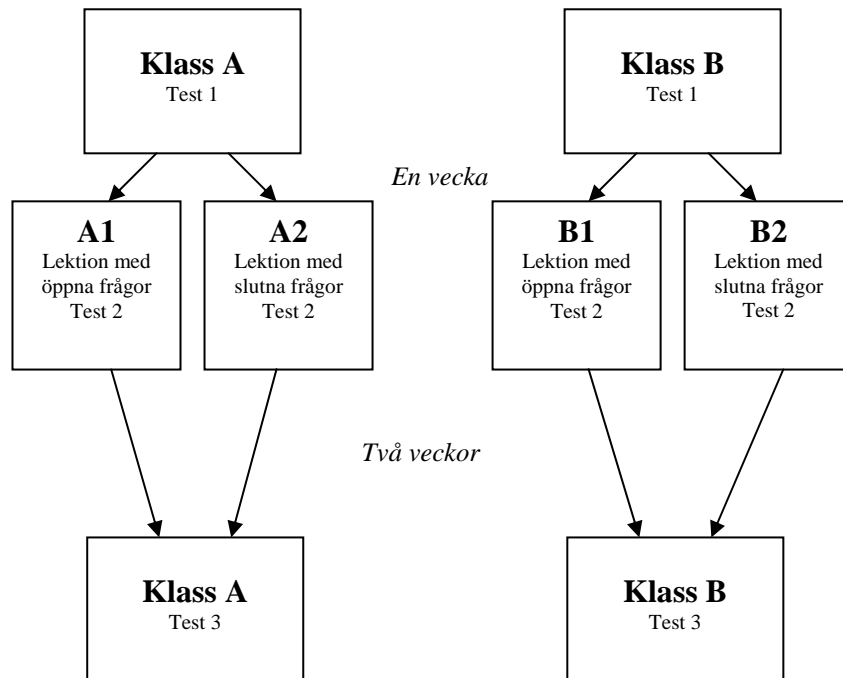 Klass A
Test 1
Klass B
Test 1
En vecka
A1
Lektion med
öppna frågor
Test 2
A2
Lektion med
slutna frågor
Test 2
B1
Lektion med
öppna frågor
Test 2
B2
Lektion med
slutna frågor
Test 2
Två veckor
Klass A
Test 3
Klass B
Test 3